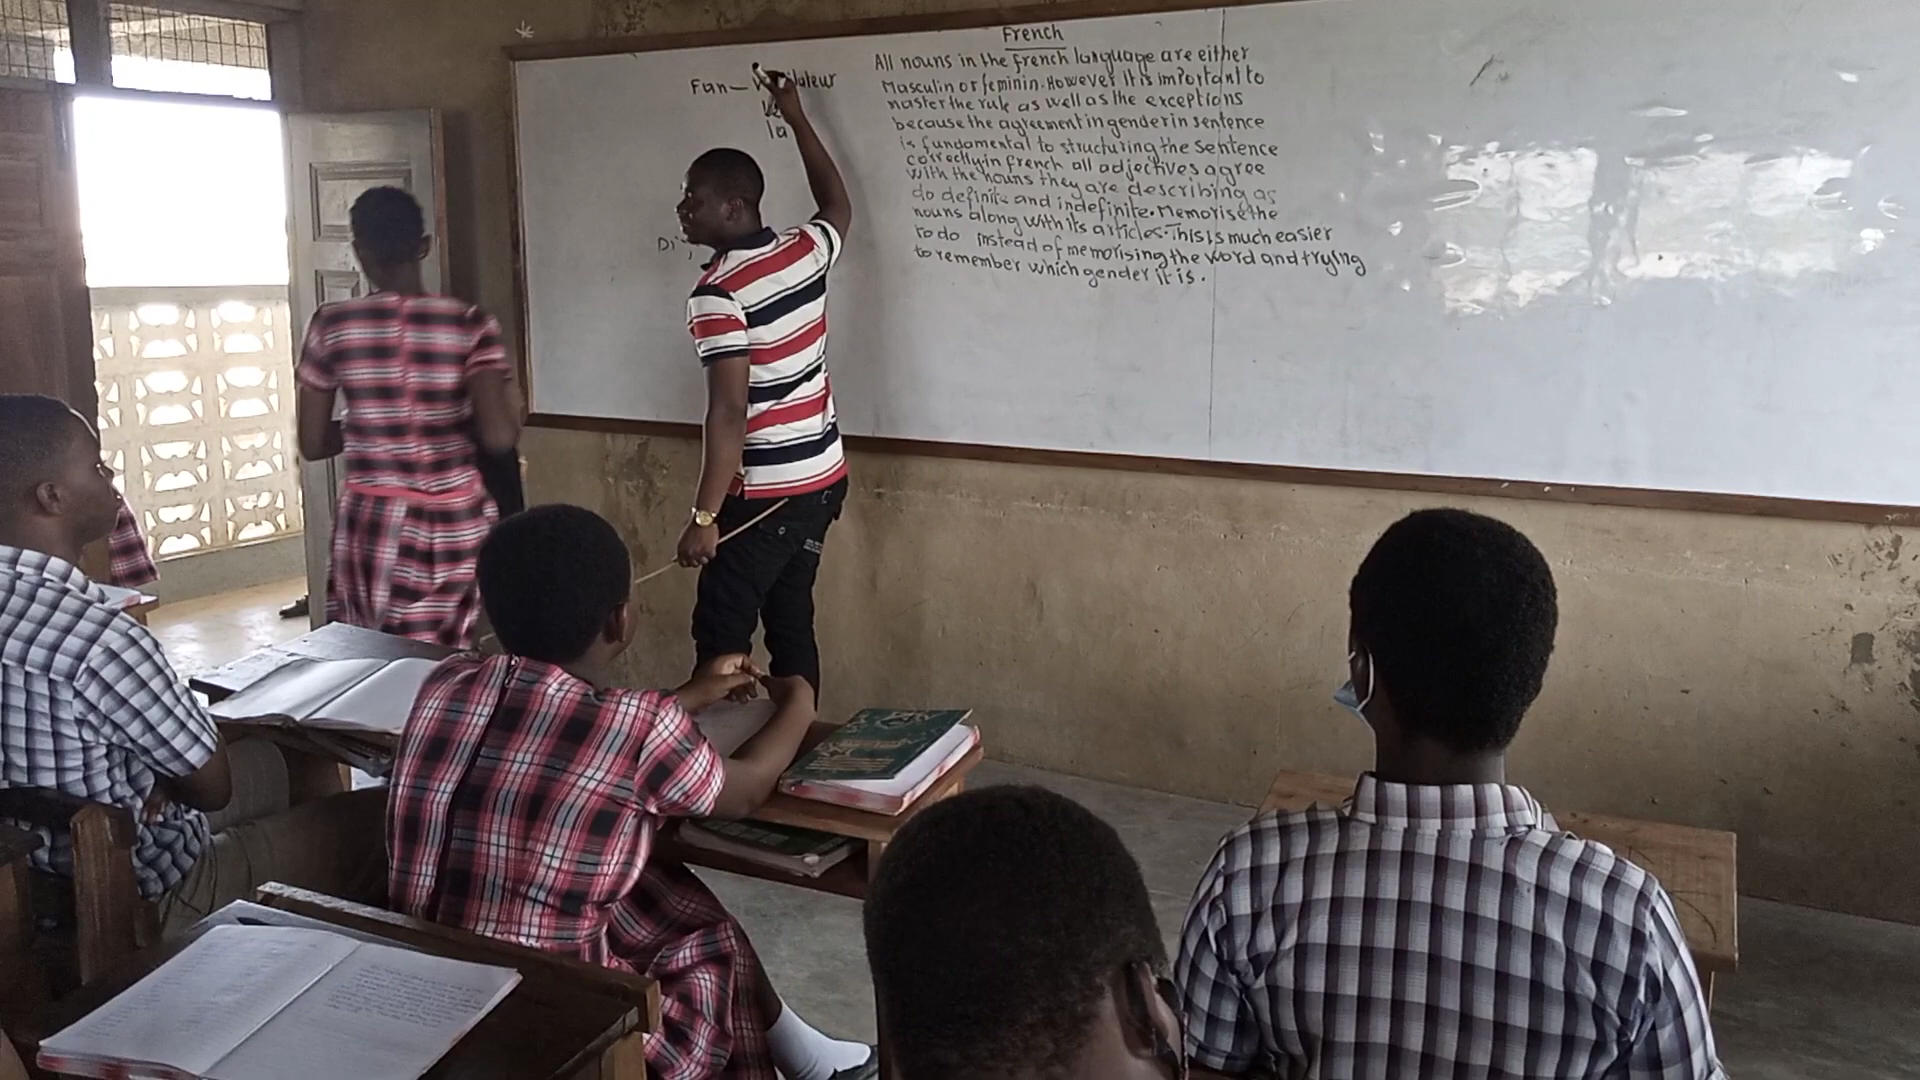 French
Fan –
le
la
All nouns in the french language are either
Masculin or feminin. However it is important to
master the rule as well as the exceptions
because the agreement in gender in sentence
is fundamental to structuring the sentence
correctly in french all adjectives agree
with the nouns they are describing as
do definite and indefinite. Memorise the
nouns along with its articles. This is much easier
to do instead of memorising the word and trying
to remember which gender it is.